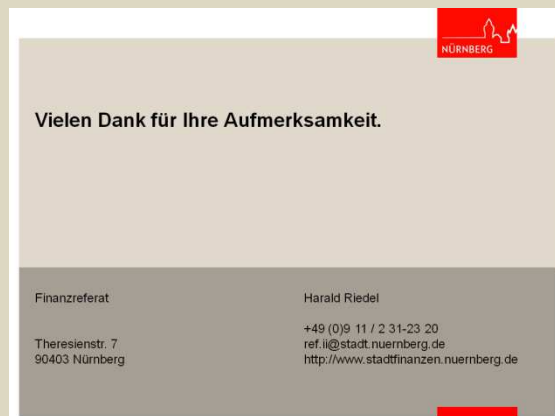 NÜRNBERG
Vielen Dank für Ihre Aufmerksamkeit.
Finanzreferat
Theresienstr. 7
90403 Nürnberg
Harald Riedel
+49 (0)9 11 / 2 31-23 20
ref.ii@stadt.nuernberg.de
http://www.stadtfinanzen.nuernberg.de